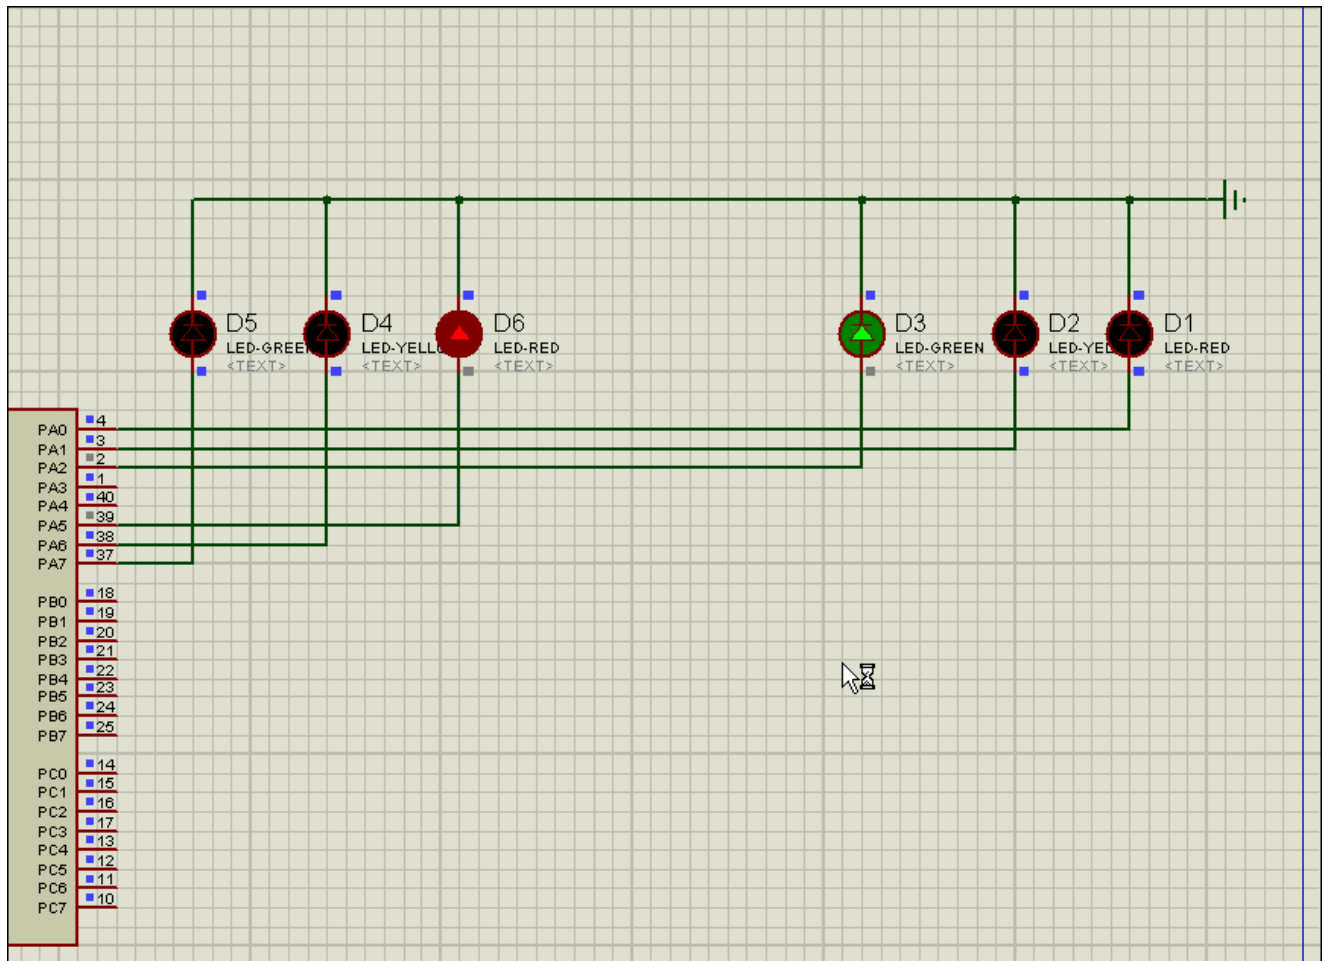 D5
LED-GREEN
<TEXT>
D4
LED-YELLO
<TEXT>
D6
LED-RED
<TEXT>
D3
LED-GREEN
<TEXT>
D2
LED-YEL
<TEXT>
D1
LED-RED
<TEXT>
PA0 4
PA1 3
PA2 2
PA3 1
PA4 40
PA5 39
PA6 38
PA7 37
PB0 18
PB1 19
PB2 20
PB3 21
PB4 22
PB5 23
PB6 24
PB7 25
PC0 14
PC1 15
PC2 16
PC3 17
PC4 13
PC5 12
PC6 11
PC7 10